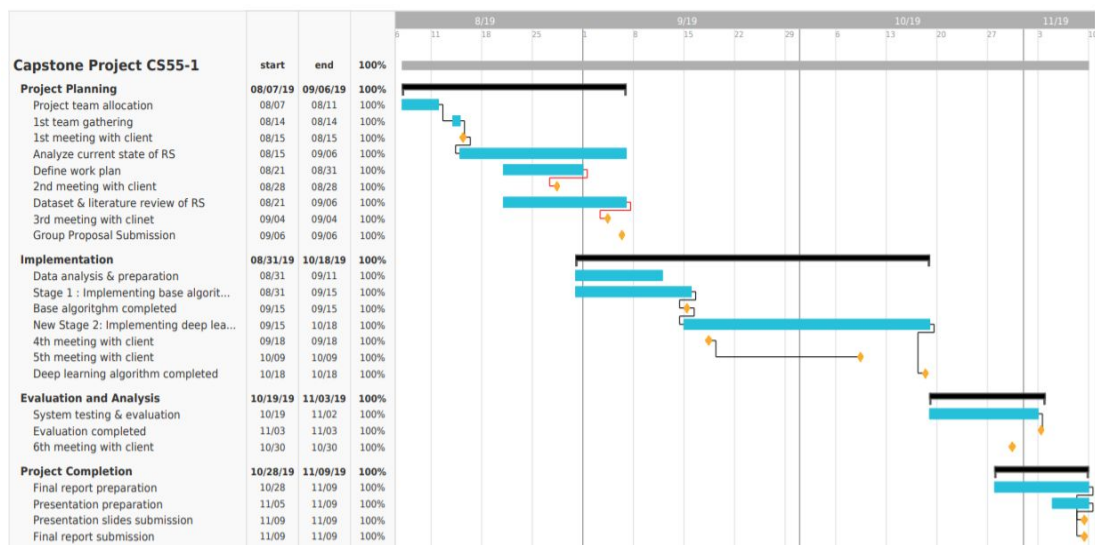 8/19 9/19 10/19 11/19
6 11 18 25 1 8 15 22 29 6 13 20 27 3 10
Capstone Project CS55-1 start end 100%
Project Planning 08/07/19 09/06/19 100%
Project team allocation 08/07 08/11 100%
1st team gathering 08/14 08/14 100%
1st meeting with client 08/15 08/15 100%
Analyze current state of RS 08/15 09/06 100%
Define work plan 08/21 08/31 100%
2nd meeting with client 08/28 08/28 100%
Dataset & literature review of RS 08/21 09/06 100%
3rd meeting with clinet 09/04 09/04 100%
Group Proposal Submission 09/06 09/06 100%
Implementation 08/31/19 10/18/19 100%
Data analysis & preparation 08/31 09/11 100%
Stage 1 : Implementing base algorit... 08/31 09/15 100%
Base algoritghm completed 09/15 09/15 100%
New Stage 2: Implementing deep lea... 09/15 10/18 100%
4th meeting with client 09/18 09/18 100%
5th meeting with client 10/09 10/09 100%
Deep learning algorithm completed 10/18 10/18 100%
Evaluation and Analysis 10/19/19 11/03/19 100%
System testing & evaluation 10/19 11/02 100%
Evaluation completed 11/03 11/03 100%
6th meeting with client 10/30 10/30 100%
Project Completion 10/28/19 11/09/19 100%
Final report preparation 10/28 11/09 100%
Presentation preparation 11/05 11/09 100%
Presentation slides submission 11/09 11/09 100%
Final report submission 11/09 11/09 100%